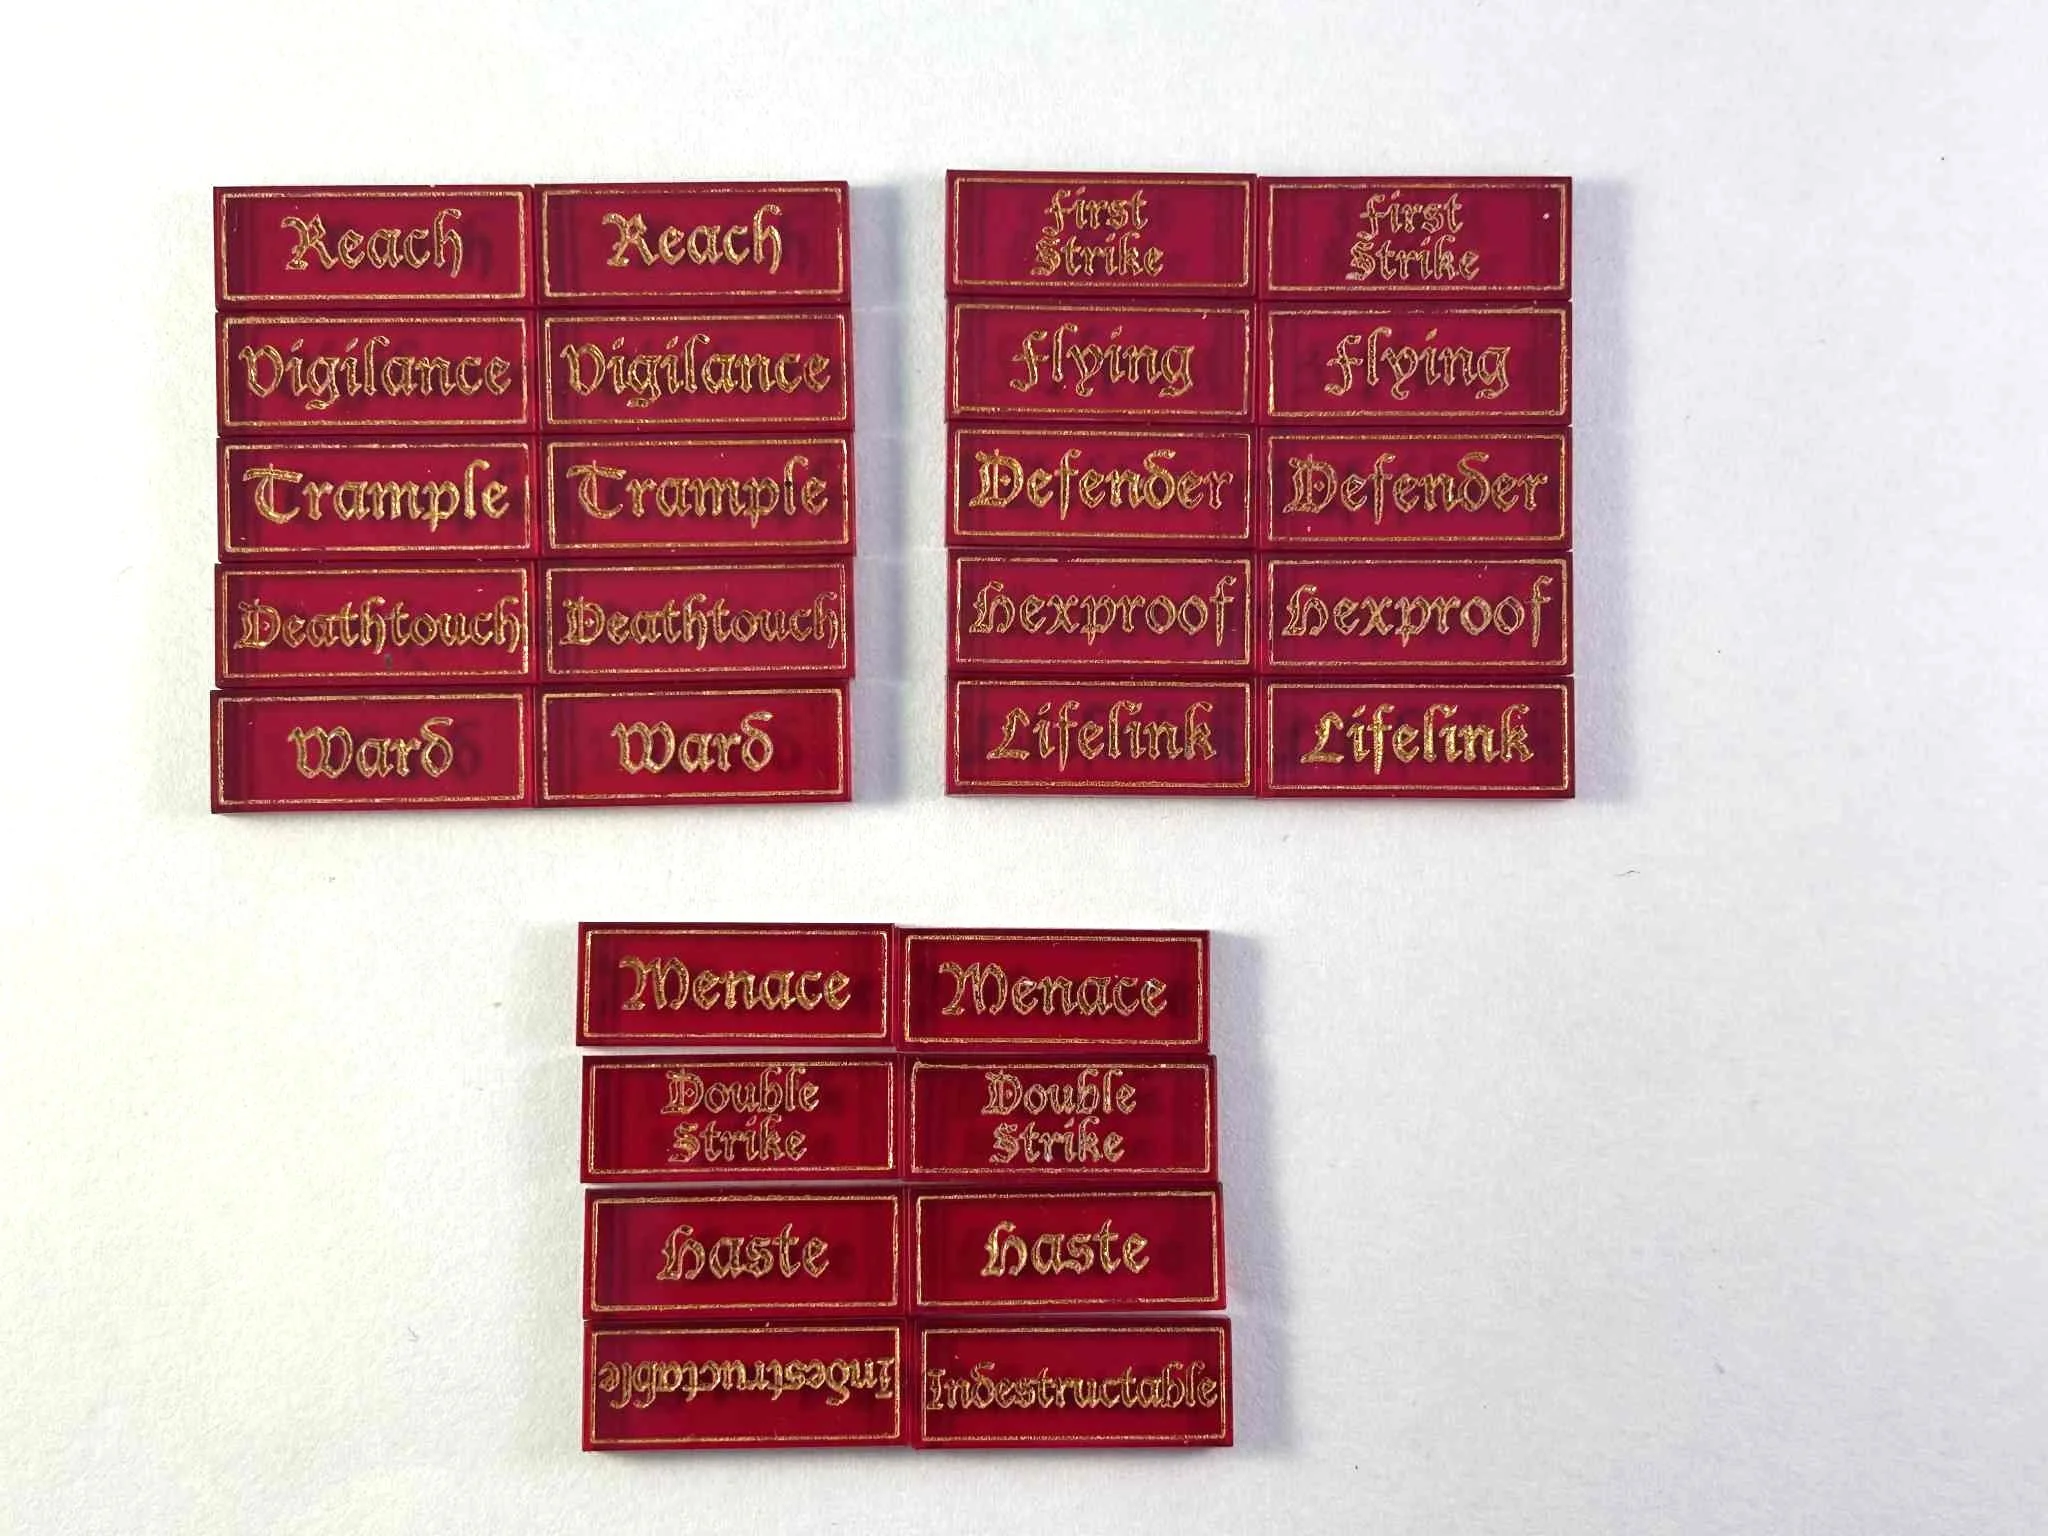 Reach Reach
Vigilance Vigilance
Trample Trample
Deathtouch Deathtouch
Ward Ward
First First
Strike Strike
Flying Flying
Defender Defender
Hexproof Hexproof
Lifelink Lifelink
Menace Menace
Double Double
Strike Strike
Haste Haste
Indestructable Indestructable